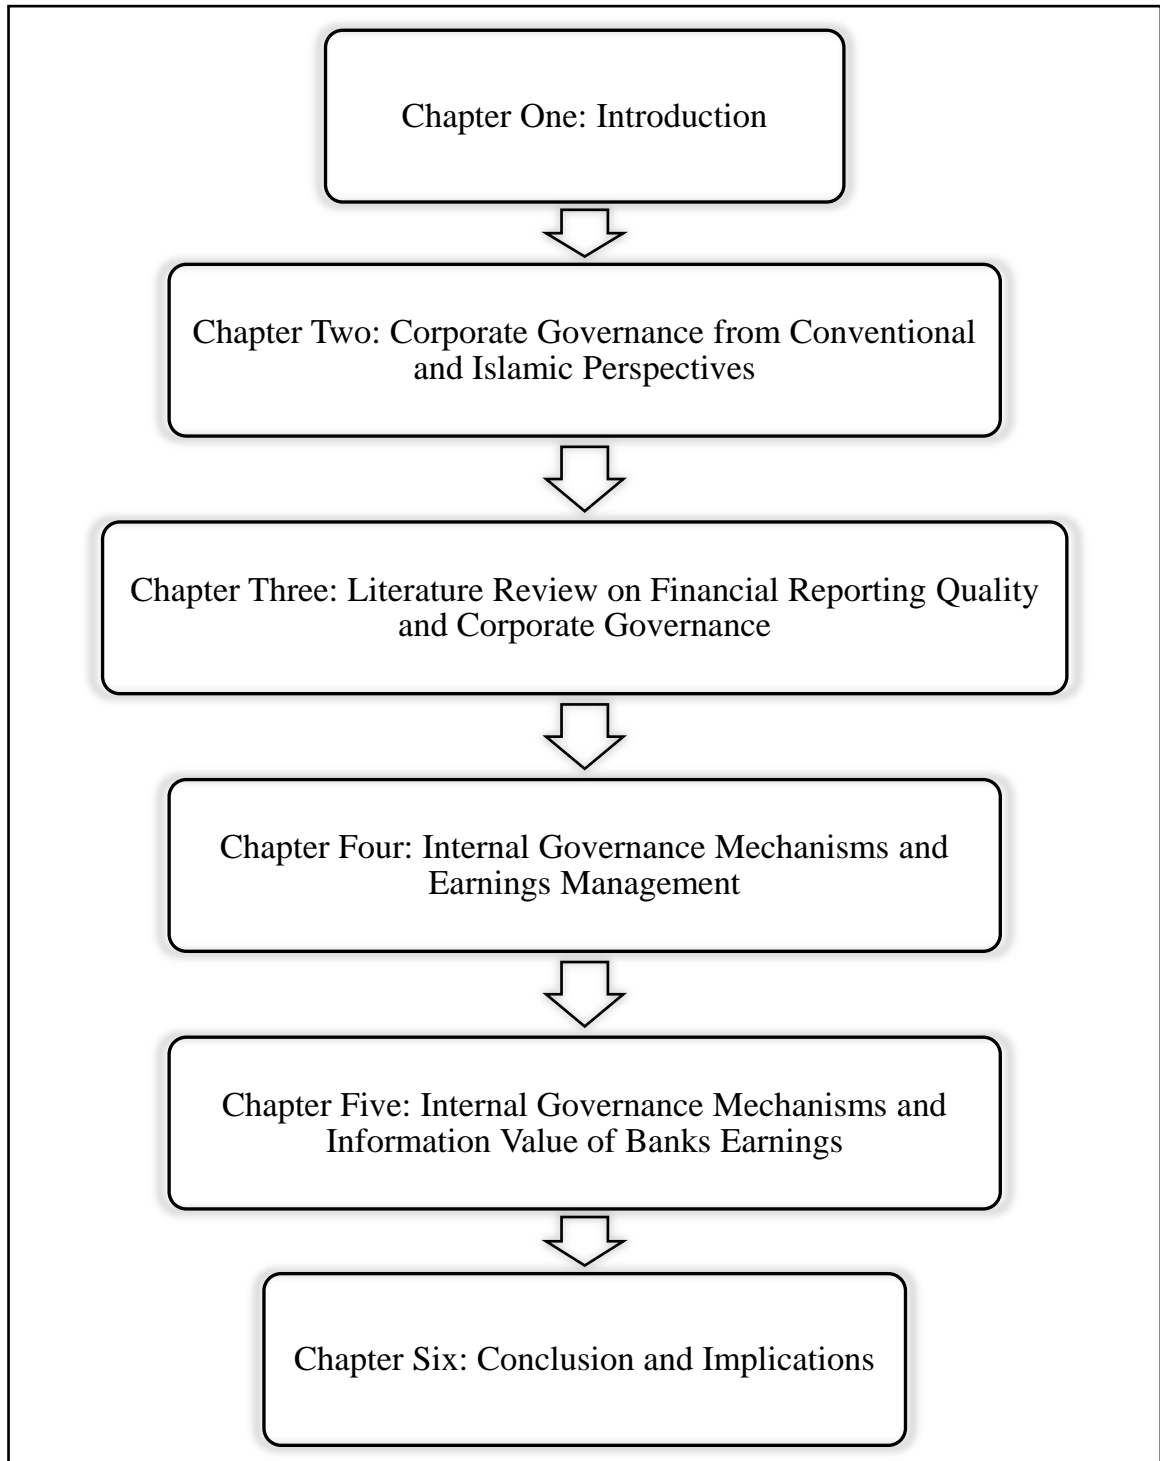 Chapter One: Introduction
Chapter Two: Corporate Governance from Conventional
and Islamic Perspectives
Chapter Three: Literature Review on Financial Reporting Quality
and Corporate Governance
Chapter Four: Internal Governance Mechanisms and
Earnings Management
Chapter Five: Internal Governance Mechanisms and
Information Value of Banks Earnings
Chapter Six: Conclusion and Implications